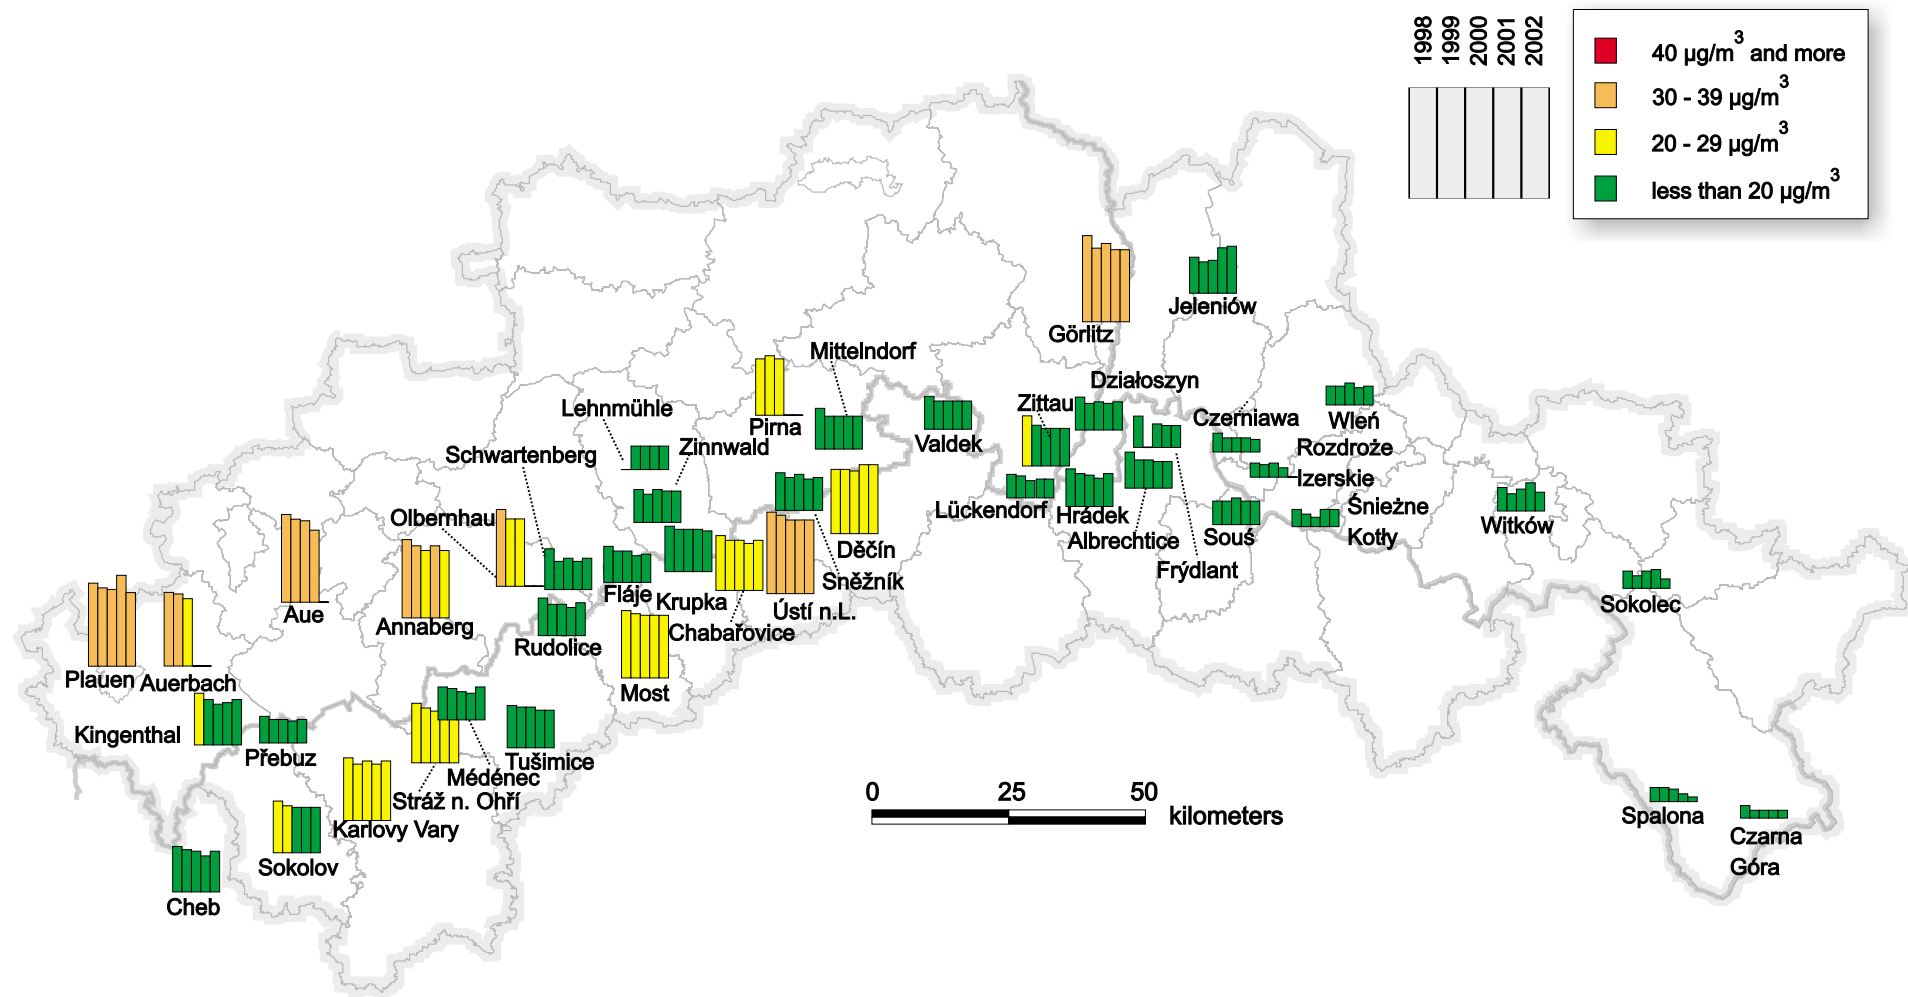 1998
1999
2000
2001
2002
40 µg/m³ and more
30 - 39 µg/m³
20 - 29 µg/m³
less than 20 µg/m³
Jeleniów
Görlitz
Mittelndorf
Działoszyn
Lehnmühle
Zittau
Czerniawa
Wleń
Pirna
Valdek
Zinnwald
Rozdroże
Izerskie
Schwartenberg
Lückendorf
Hrádek
Śnieżne
Kotły
Olbernhau
Albrechtice
Souš
Witków
Děčín
Frýdlant
Sněžník
Fláje
Krupka
Ústí n.L.
Chabařovice
Sokolec
Aue
Annaberg
Rudolice
Plauen
Auerbach
Most
Kingenthal
Přebuz
Tušimice
Médénec
Stráž n. Ohří
Karlovy Vary
0 25 50
kilometers
Spalona
Czarna
Góra
Sokolov
Cheb